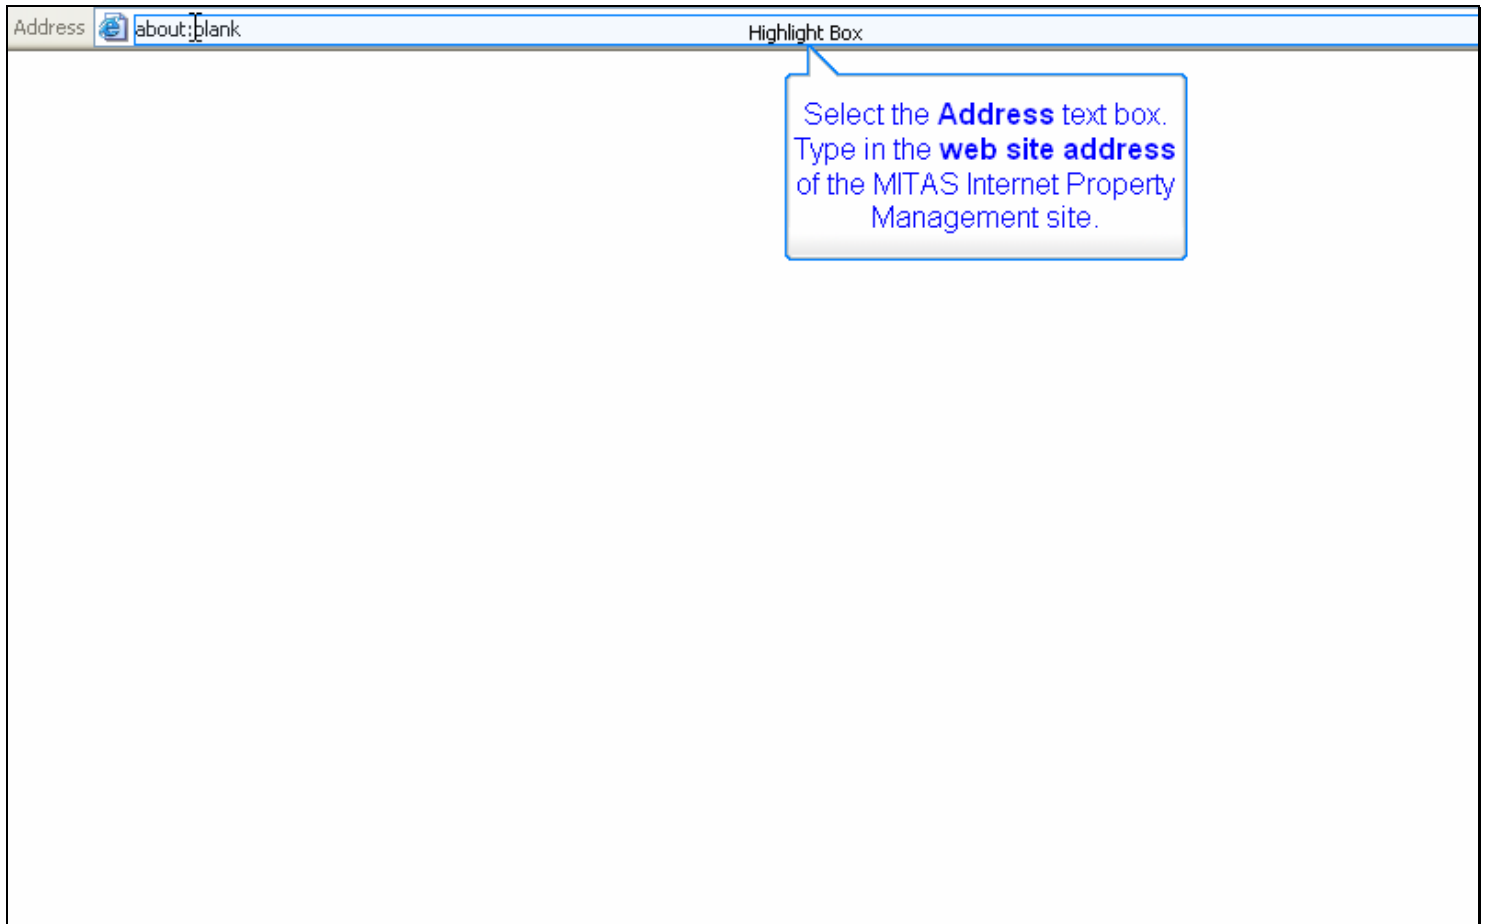 Address about:blank Highlight Box
Select the Address text box.
Type in the web site address
of the MITAS Internet Property
Management site.